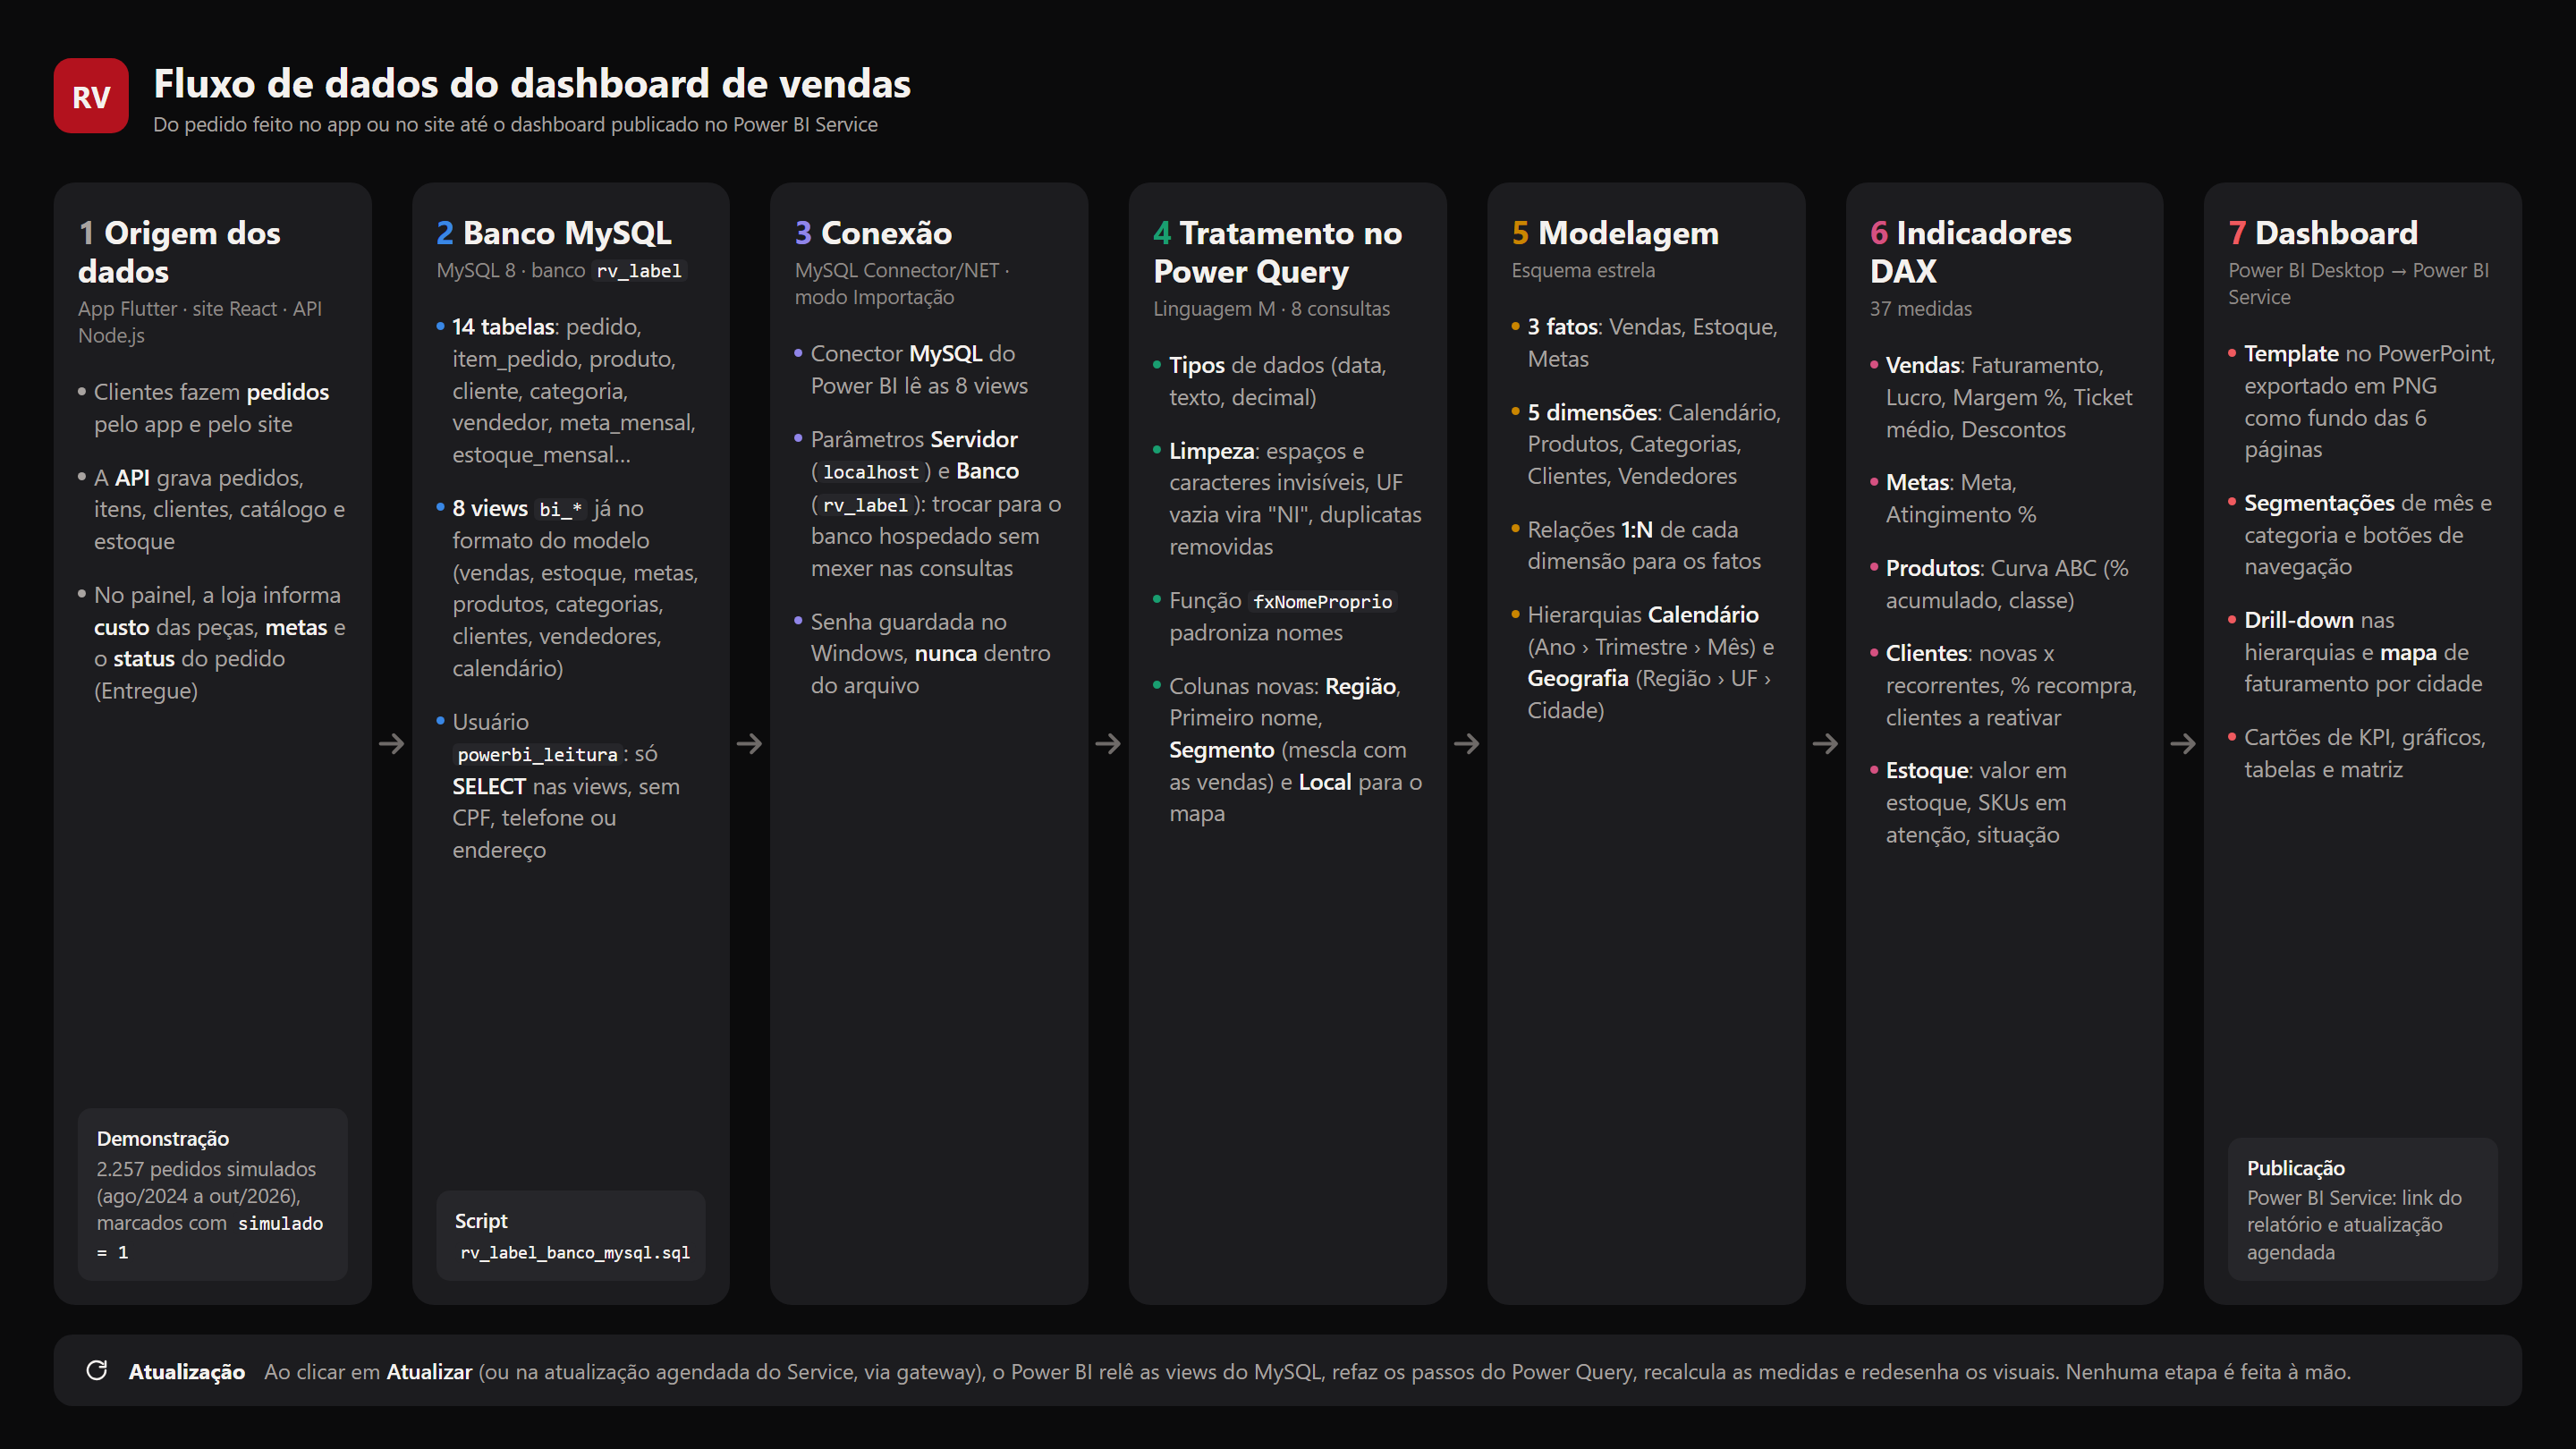 RV
Fluxo de dados do dashboard de vendas
Do pedido feito no app ou no site até o dashboard publicado no Power BI Service
1 Origem dos
dados
App Flutter · site React · API
Node.js
• Clientes fazem pedidos
pelo app e pelo site
• A API grava pedidos,
itens, clientes, catálogo e
estoque
• No painel, a loja informa
custo das peças, metas e
o status do pedido
(Entregue)
Demonstração
2.257 pedidos simulados
(ago/2024 a out/2026),
marcados com simulado
= 1
→
2 Banco MySQL
MySQL 8 · banco rv_label
• 14 tabelas: pedido,
item_pedido, produto,
cliente, categoria,
vendedor, meta_mensal,
estoque_mensal...
• 8 views bi_* já no
formato do modelo
(vendas, estoque, metas,
produtos, categorias,
clientes, vendedores,
calendário)
• Usuário
powerbi_leitura: só
SELECT nas views, sem
CPF, telefone ou
endereço
Script
rv_label_banco_mysql.sql
→
3 Conexão
MySQL Connector/NET ·
modo Importação
• Conector MySQL do
Power BI lê as 8 views
• Parâmetros Servidor
(localhost) e Banco
(rv_label): trocar para o
banco hospedado sem
mexer nas consultas
• Senha guardada no
Windows, nunca dentro
do arquivo
→
4 Tratamento no
Power Query
Linguagem M · 8 consultas
• Tipos de dados (data,
texto, decimal)
• Limpeza: espaços e
caracteres invisíveis, UF
vazia vira "NI", duplicatas
removidas
• Função fxNomeProprio
padroniza nomes
• Colunas novas: Região,
Primeiro nome,
Segmento (mescla com
as vendas) e Local para o
mapa
→
5 Modelagem
Esquema estrela
• 3 fatos: Vendas, Estoque,
Metas
• 5 dimensões: Calendário,
Produtos, Categorias,
Clientes, Vendedores
• Relações 1:N de cada
dimensão para os fatos
• Hierarquias Calendário
(Ano › Trimestre › Mês) e
Geografia (Região › UF ›
Cidade)
→
6 Indicadores
DAX
37 medidas
• Vendas: Faturamento,
Lucro, Margem %, Ticket
médio, Descontos
• Metas: Meta,
Atingimento %
• Produtos: Curva ABC (%
acumulado, classe)
• Clientes: novas x
recorrentes, % recompra,
clientes a reativar
• Estoque: valor em
estoque, SKUs em
atenção, situação
→
7 Dashboard
Power BI Desktop → Power BI
Service
• Template no PowerPoint,
exportado em PNG
como fundo das 6
páginas
• Segmentações de mês e
categoria e botões de
navegação
• Drill-down nas
hierarquias e mapa de
faturamento por cidade
• Cartões de KPI, gráficos,
tabelas e matriz
Publicação
Power BI Service: link do
relatório e atualização
agendada
Atualização Ao clicar em Atualizar (ou na atualização agendada do Service, via gateway), o Power BI relê as views do MySQL, refaz os passos do Power Query, recalcula as medidas e redesenha os visuais. Nenhuma etapa é feita à mão.